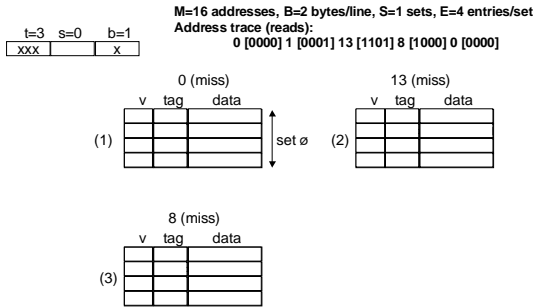 M=16 addresses, B=2 bytes/line, S=1 sets, E=4 entries/set
Address trace (reads):
0 [0000] 1 [0001] 13 [1101] 8 [1000] 0 [0000]
t=3 s=0 b=1
xxx x
0 (miss)
v tag data
(1)
set ø
13 (miss)
v tag data
(2)
8 (miss)
v tag data
(3)